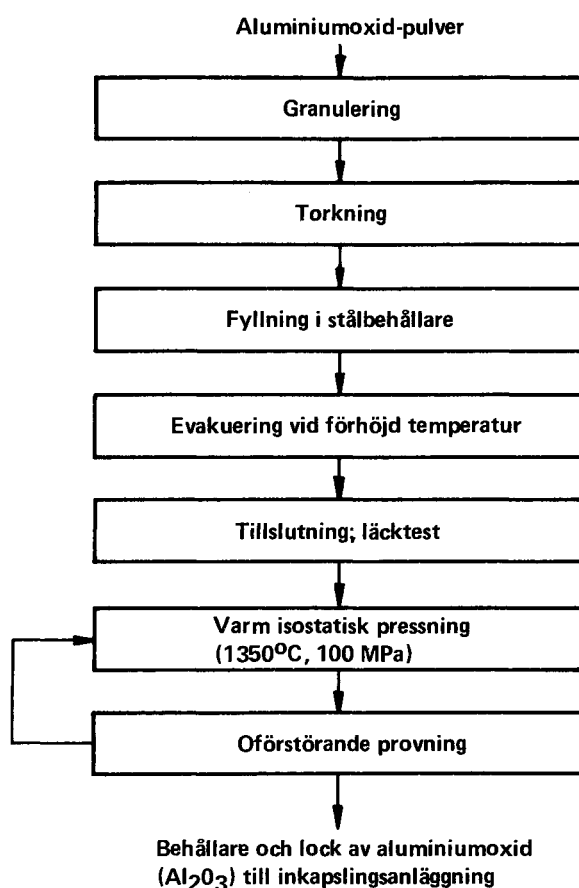 Aluminiumoxid-pulver
Granulering
Torkning
Fyllning i stålbehållare
Evakuering vid förhöjd temperatur
Tillslutning; läcktest
Varm isostatisk pressning
(1350°C, 100 MPa)
Oförstörande provning
Behållare och lock av aluminiumoxid
(Al₂O₃) till inkapslingsanläggning